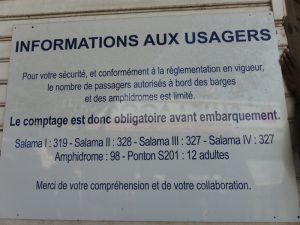 INFORMATIONS AUX USAGERS
Pour votre sécurité, et conformément à la réglementation en vigueur,
le nombre de passagers autorisés à bord des barges
et des amphidromes est limité.
Le comptage est donc obligatoire avant embarquement.
Salama I : 319 - Salama II : 328 - Salama III : 327 - Salama IV : 327
Amphidrome : 98 - Ponton S201 : 12 adultes
Merci de votre compréhension et de votre collaboration.